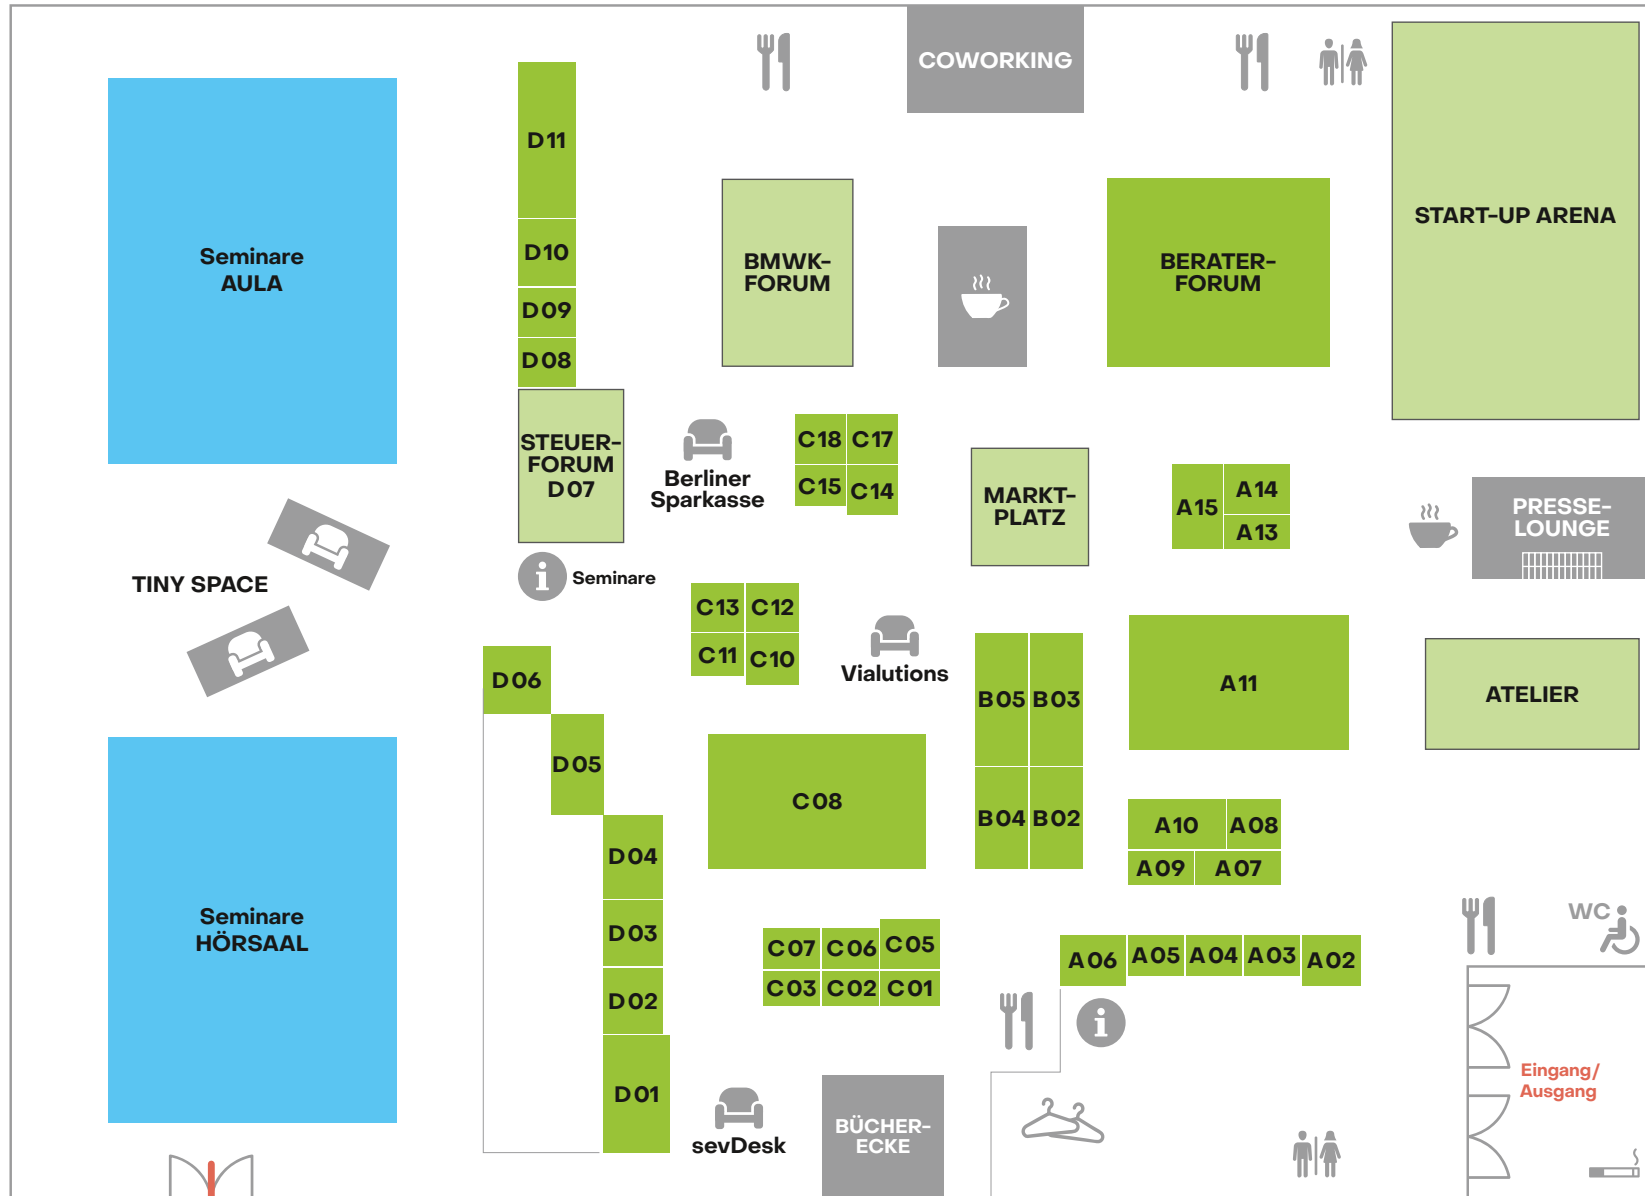 COWORKING
D11
START-UP ARENA
Seminare
AULA
D10
BMWK-
FORUM
BERATER-
FORUM
D09
D08
STEUER-
FORUM
D07
Berliner
Sparkasse
C18 C17
C15 C14
MARKT-
PLATZ
A15
A14
A13
PRESSE-
LOUNGE
TINY SPACE
Seminare
C13 C12
C11 C10
Vialutions
D06
B05 B03
A11
ATELIER
D05
C08
B04 B02
A10 A08
A09 A07
D04
Seminare
HÖRSAAL
D03
C07 C06 C05
C03 C02 C01
A06 A05 A04 A03 A02
WC
D02
D01
sevDesk
BÜCHER-
ECKE
Eingang/
Ausgang